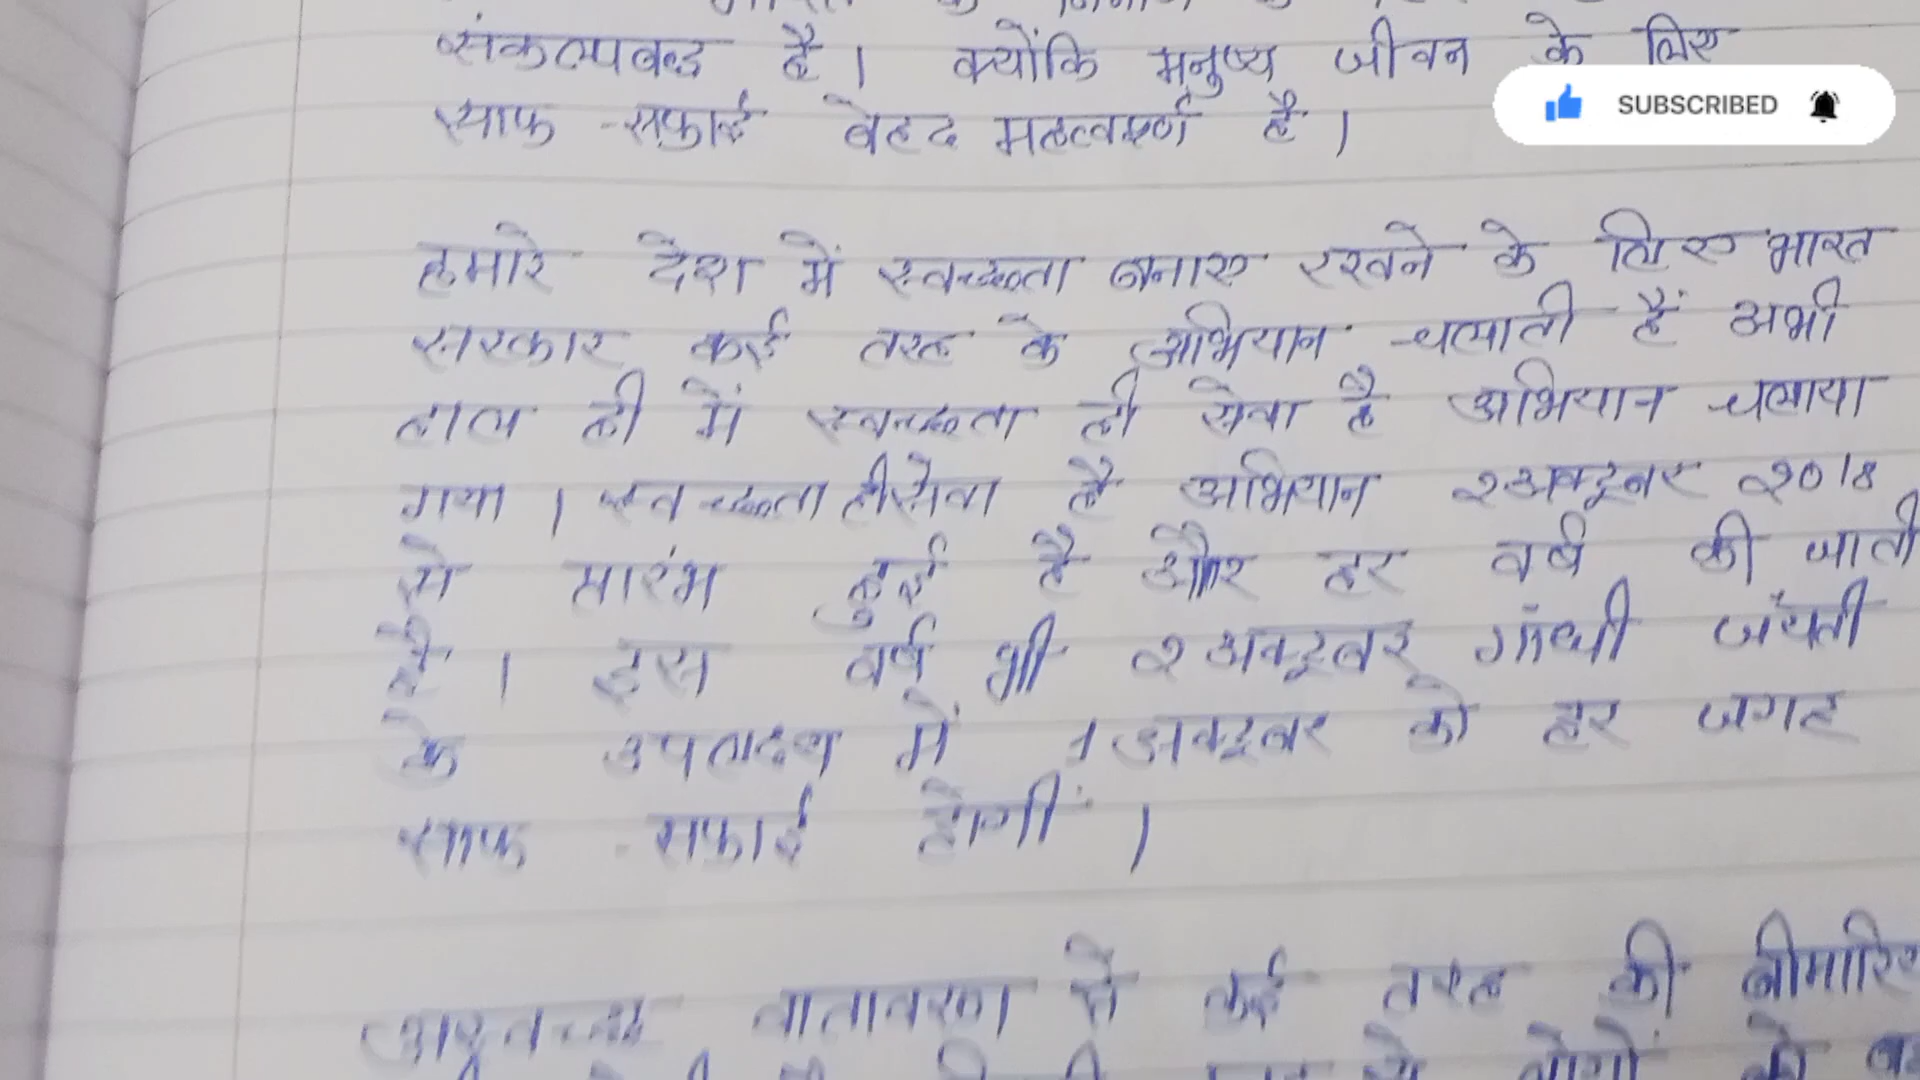 संकल्पबद्ध है। क्योंकि मनुष्य जीवन के लिए
SUBSCRIBED
साफ-सफाई बेहद महत्वपूर्ण है।
हमारे देश में स्वच्छता बनाए रखने के लिए भारत
सरकार कई तरह के अभियान चलाती हैं अभी
हाल ही में स्वच्छता ही सेवा है अभियान चलाया
गया। स्वच्छता ही सेवा है अभियान 2 अक्टूबर 2018
से प्रारंभ हुई है और हर वर्ष की जाती
है। इस वर्ष भी 2 अक्टूबर गांधी जयंती
के उपलक्ष्य में 1 अक्टूबर को हर जगह
साफ-सफाई होगी।
अस्वच्छ वातावरण से कई तरह की